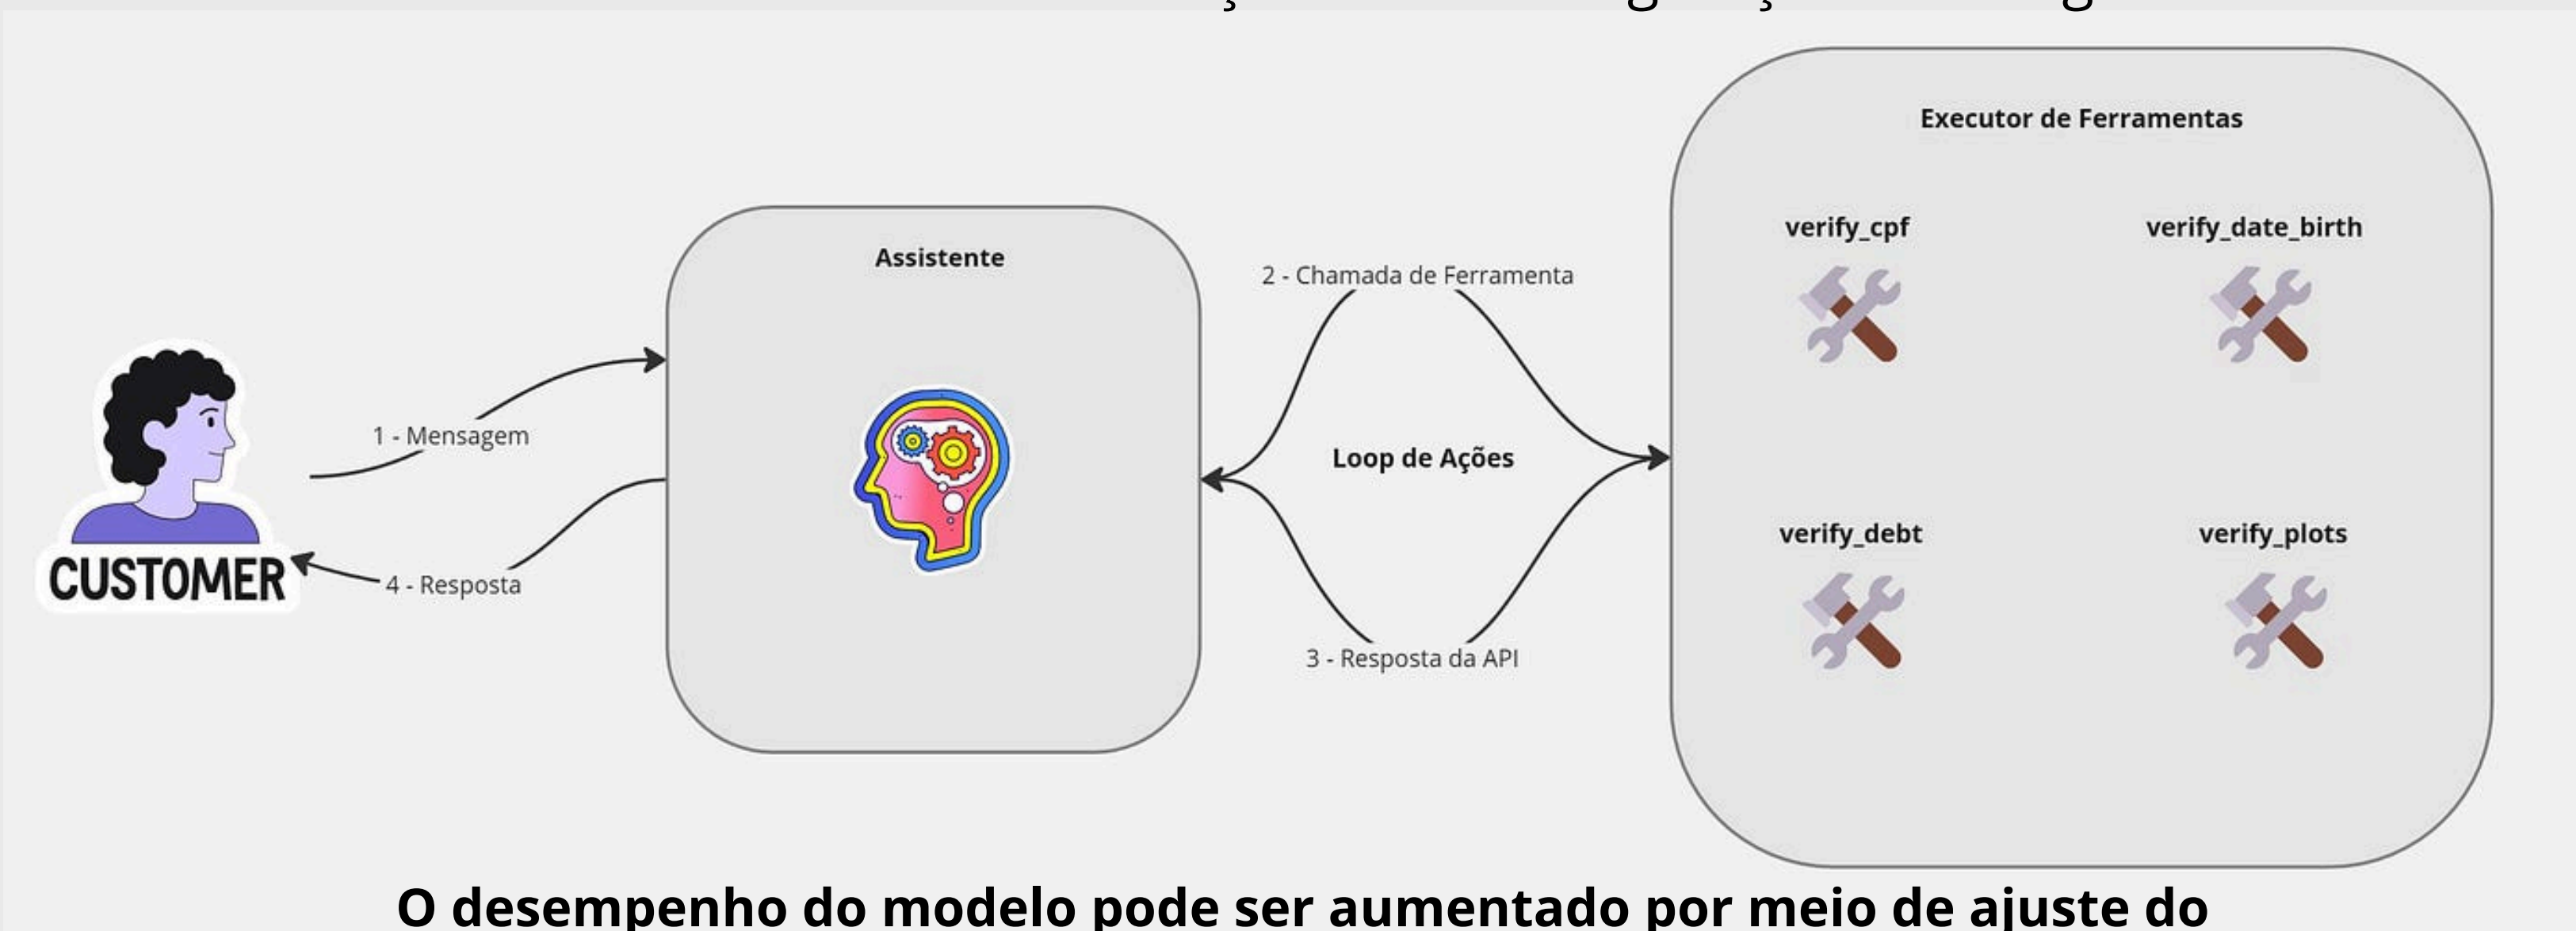 Executor de Ferramentas
verify_cpf
verify_date_birth
Assistente
2 - Chamada de Ferramenta
1 - Mensagem
Loop de Ações
verify_debt
verify_plots
CUSTOMER
4 - Resposta
3 - Resposta da API
O desempenho do modelo pode ser aumentado por meio de ajuste do